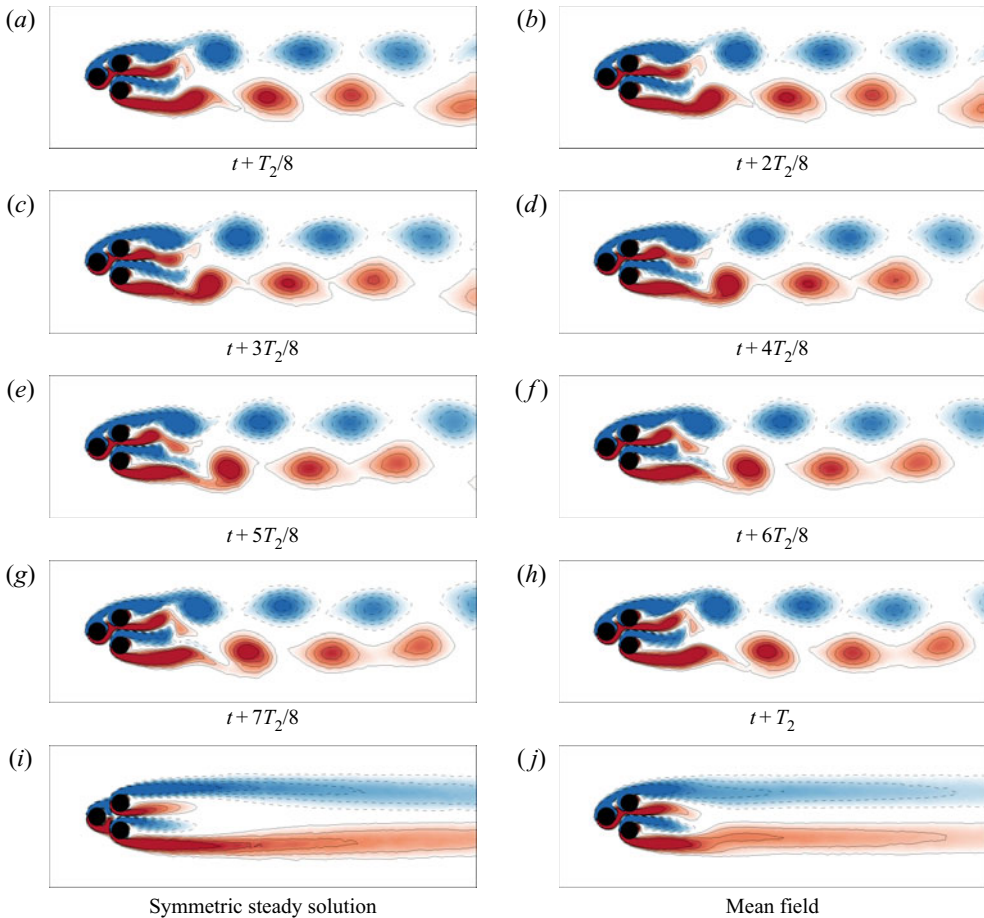 (a) (b)
t + T2/8 t + 2T2/8
(c) (d)
t + 3T2/8 t + 4T2/8
(e) (f)
t + 5T2/8 t + 6T2/8
(g) (h)
t + 7T2/8 t + T2
(i) (j)
Symmetric steady solution Mean field